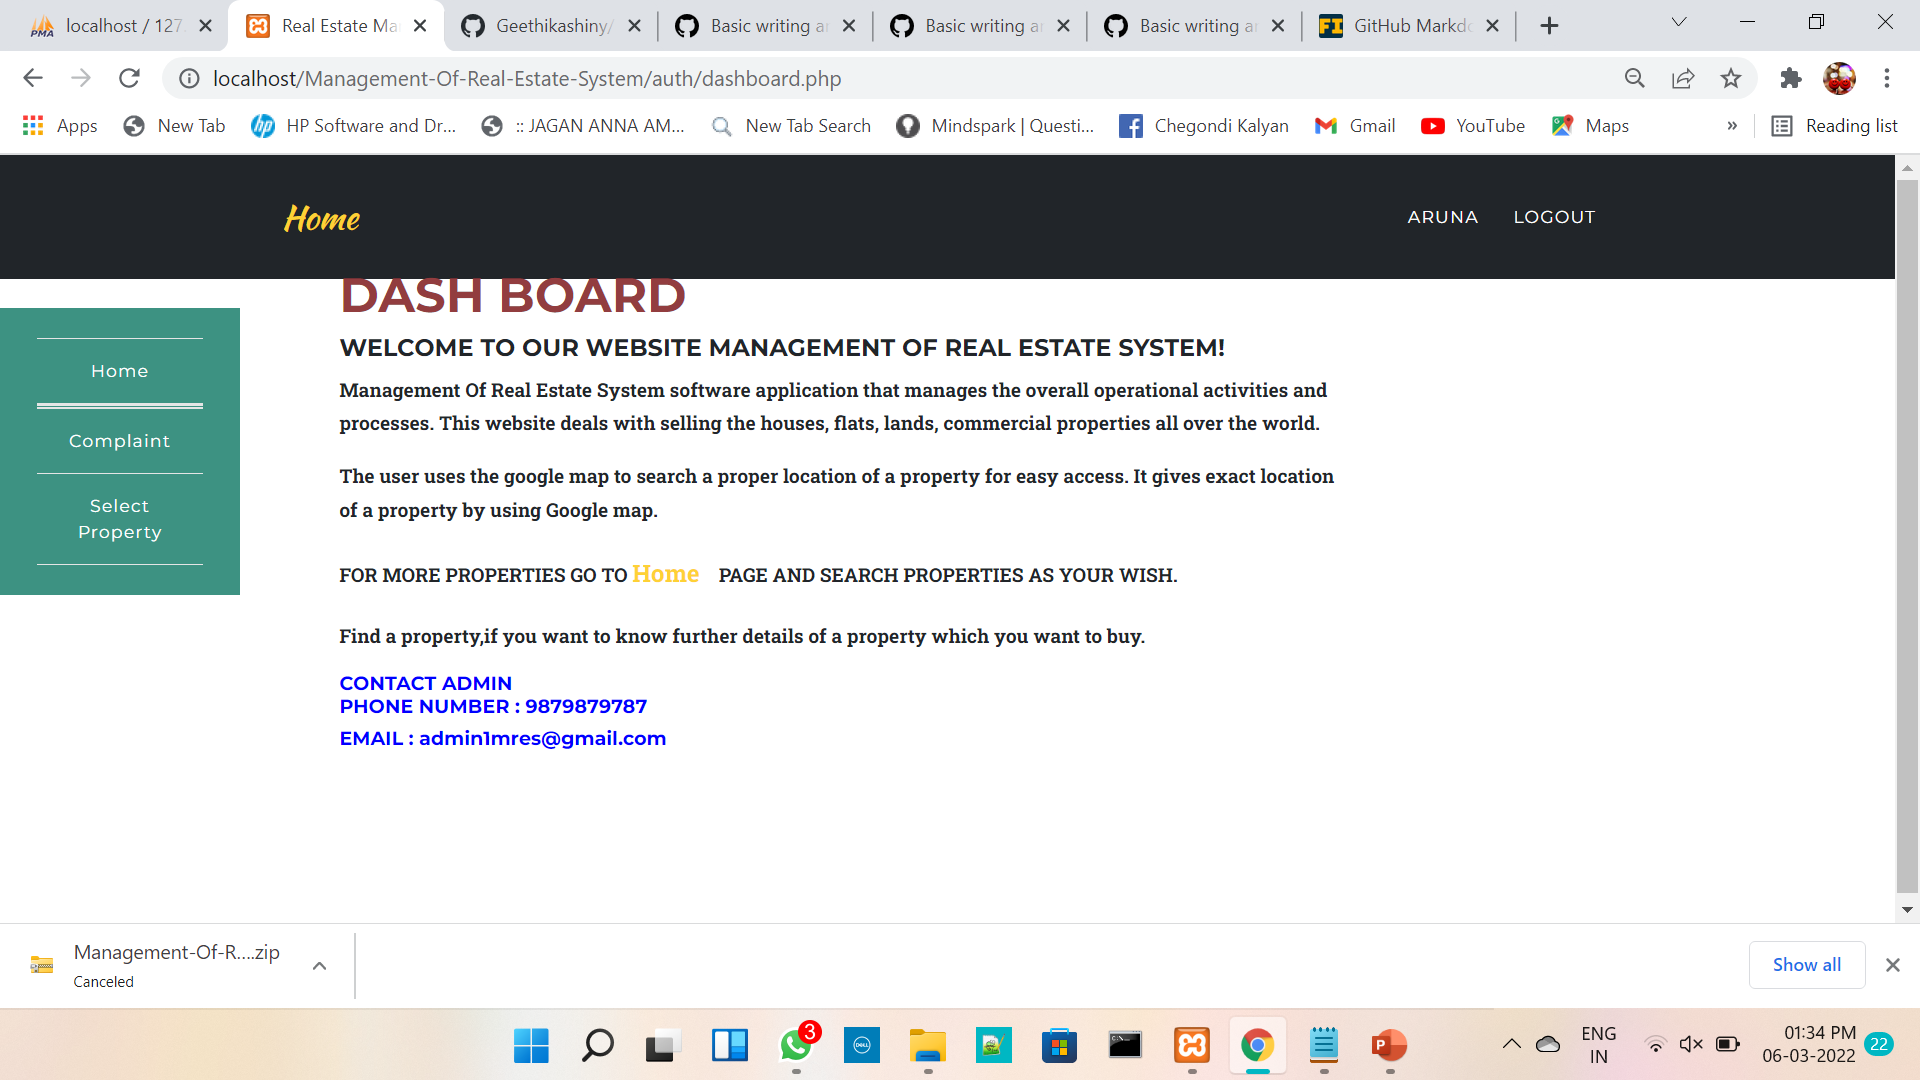 localhost / 127.
Real Estate Ma
Geethikashiny/
Basic writing an
Basic writing an
Basic writing an
GitHub Markdo
localhost/Management-Of-Real-Estate-System/auth/dashboard.php
Apps
New Tab
HP Software and Dr...
:: JAGAN ANNA AM...
New Tab Search
Mindspark | Questi...
Chegondi Kalyan
Gmail
YouTube
Maps
»
Reading list
Home
ARUNA
LOGOUT
DASH BOARD
WELCOME TO OUR WEBSITE MANAGEMENT OF REAL ESTATE SYSTEM!
Management Of Real Estate System software application that manages the overall operational activities and
processes. This website deals with selling the houses, flats, lands, commercial properties all over the world.
The user uses the google map to search a proper location of a property for easy access. It gives exact location
of a property by using Google map.
FOR MORE PROPERTIES GO TO Home PAGE AND SEARCH PROPERTIES AS YOUR WISH.
Find a property,if you want to know further details of a property which you want to buy.
CONTACT ADMIN
PHONE NUMBER : 9879879787
EMAIL : admin1mres@gmail.com
Home
Complaint
Select
Property
Management-Of-R....zip
Canceled
Show all
3
ENG
IN
01:34 PM
06-03-2022
22